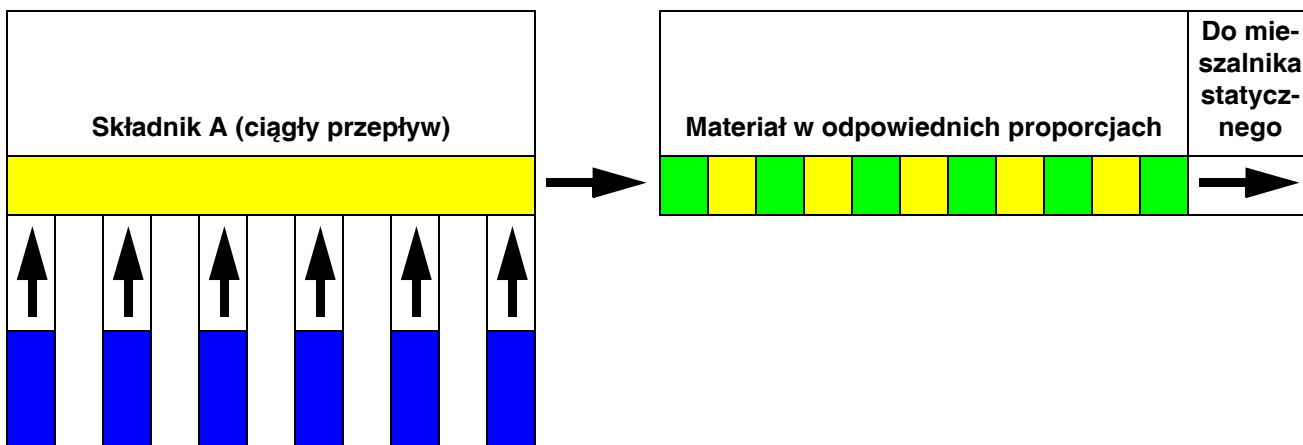 Składnik A (ciągły przepływ)
Materiał w odpowiednich proporcjach
Do mie-
szalnika
statycz-
nego